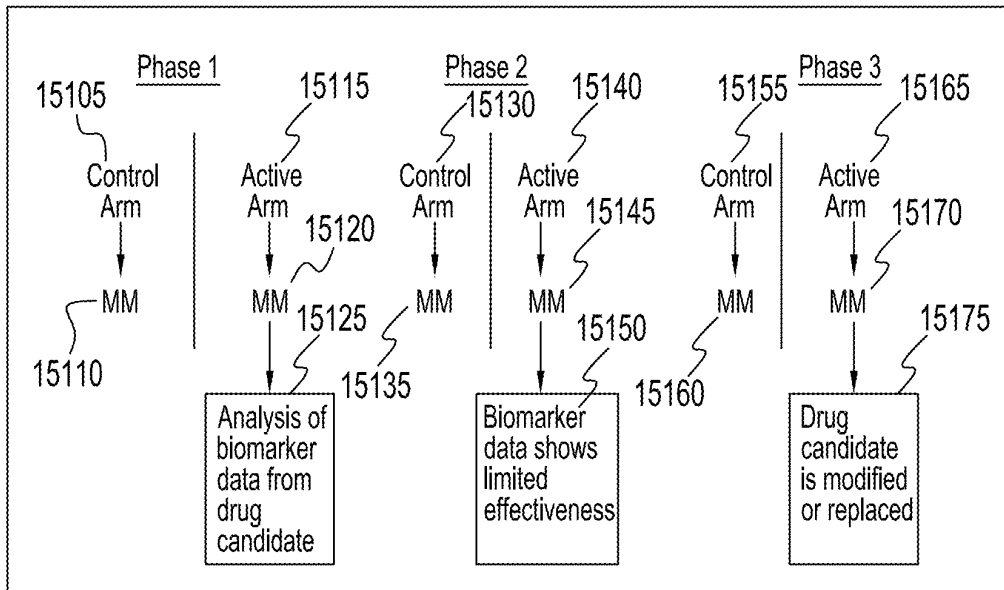 Phase 1
Phase 2
Phase 3
15105
15115
15130
15140
15155
15165
Control
Arm
Active
Arm
Control
Arm
Active
Arm
Control
Arm
Active
Arm
15120
15145
15170
MM
MM
MM
MM
MM
MM
15110
15125
15135
15150
15160
15175
Analysis of
biomarker
data from
drug
candidate
Biomarker
data shows
limited
effectiveness
Drug
candidate
is modified
or replaced